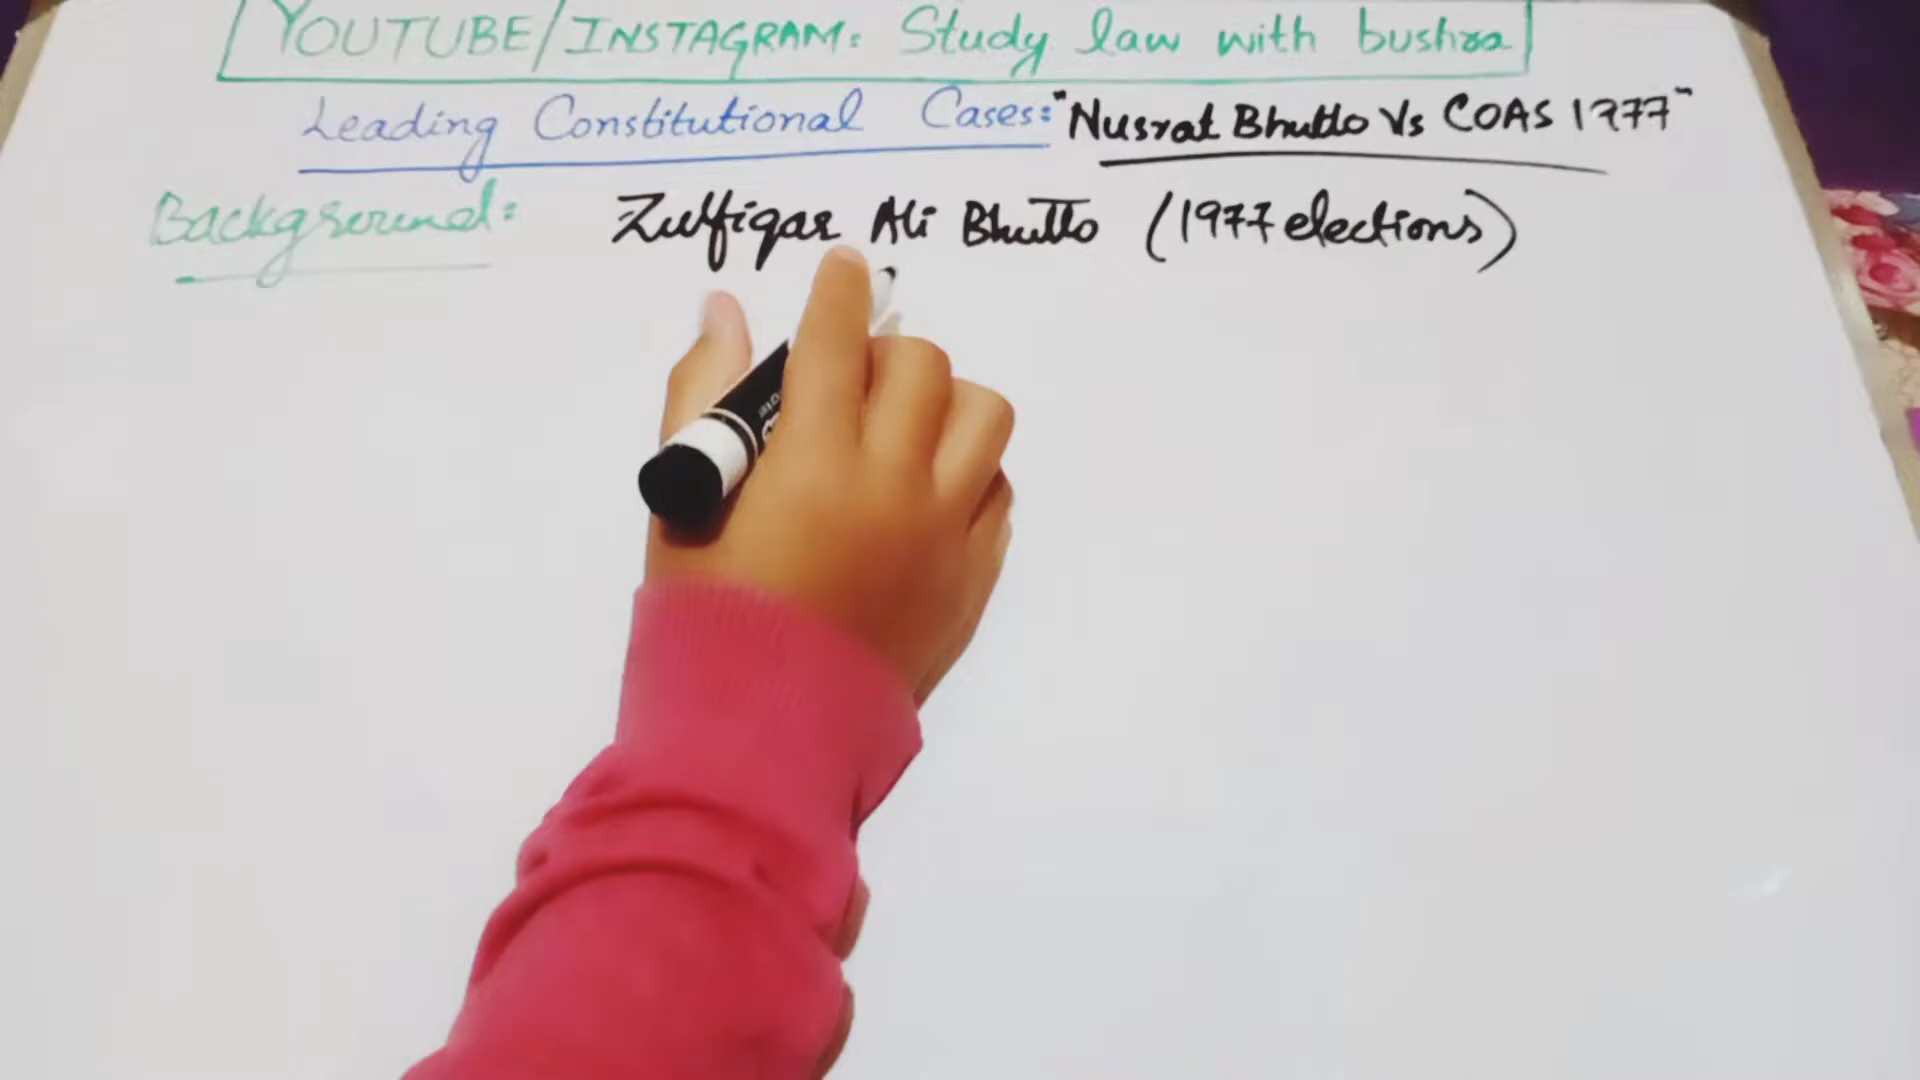 YOUTUBE/INSTAGRAM: Study law with bushra
Leading Constitutional Cases: "Nusrat Bhutto Vs COAS 1977"
Background: Zulfiqar Ali Bhutto (1977 elections)